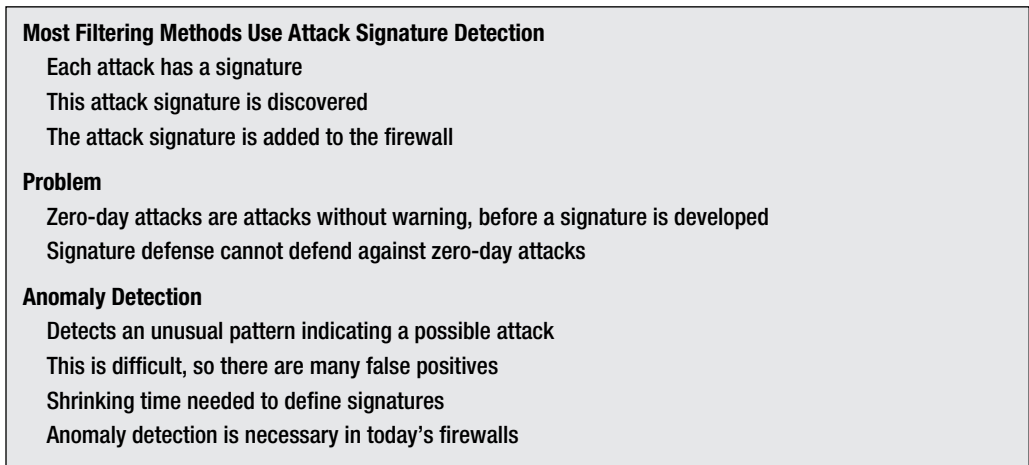 Most Filtering Methods Use Attack Signature Detection
Each attack has a signature
This attack signature is discovered
The attack signature is added to the firewall
Problem
Zero-day attacks are attacks without warning, before a signature is developed
Signature defense cannot defend against zero-day attacks
Anomaly Detection
Detects an unusual pattern indicating a possible attack
This is difficult, so there are many false positives
Shrinking time needed to define signatures
Anomaly detection is necessary in today’s firewalls